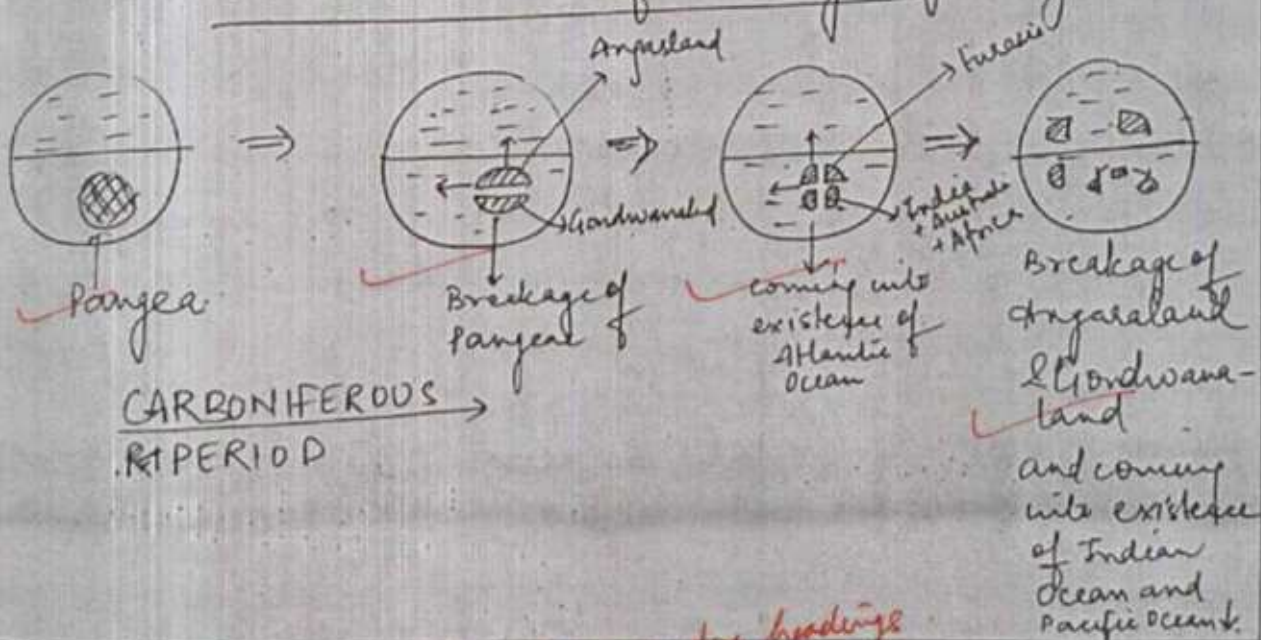 Angaraland
Eurasia
Gondwanaland
India
+ Australia
+ Africa
Pangea
Breakage of
Pangea
coming into
existence of
Atlantic
Ocean
Breakage of
Angaraland
& Gondwana-
land
and coming
into existence
of Indian
Ocean and
Pacific Ocean
CARBONIFEROUS
PERIOD
headings